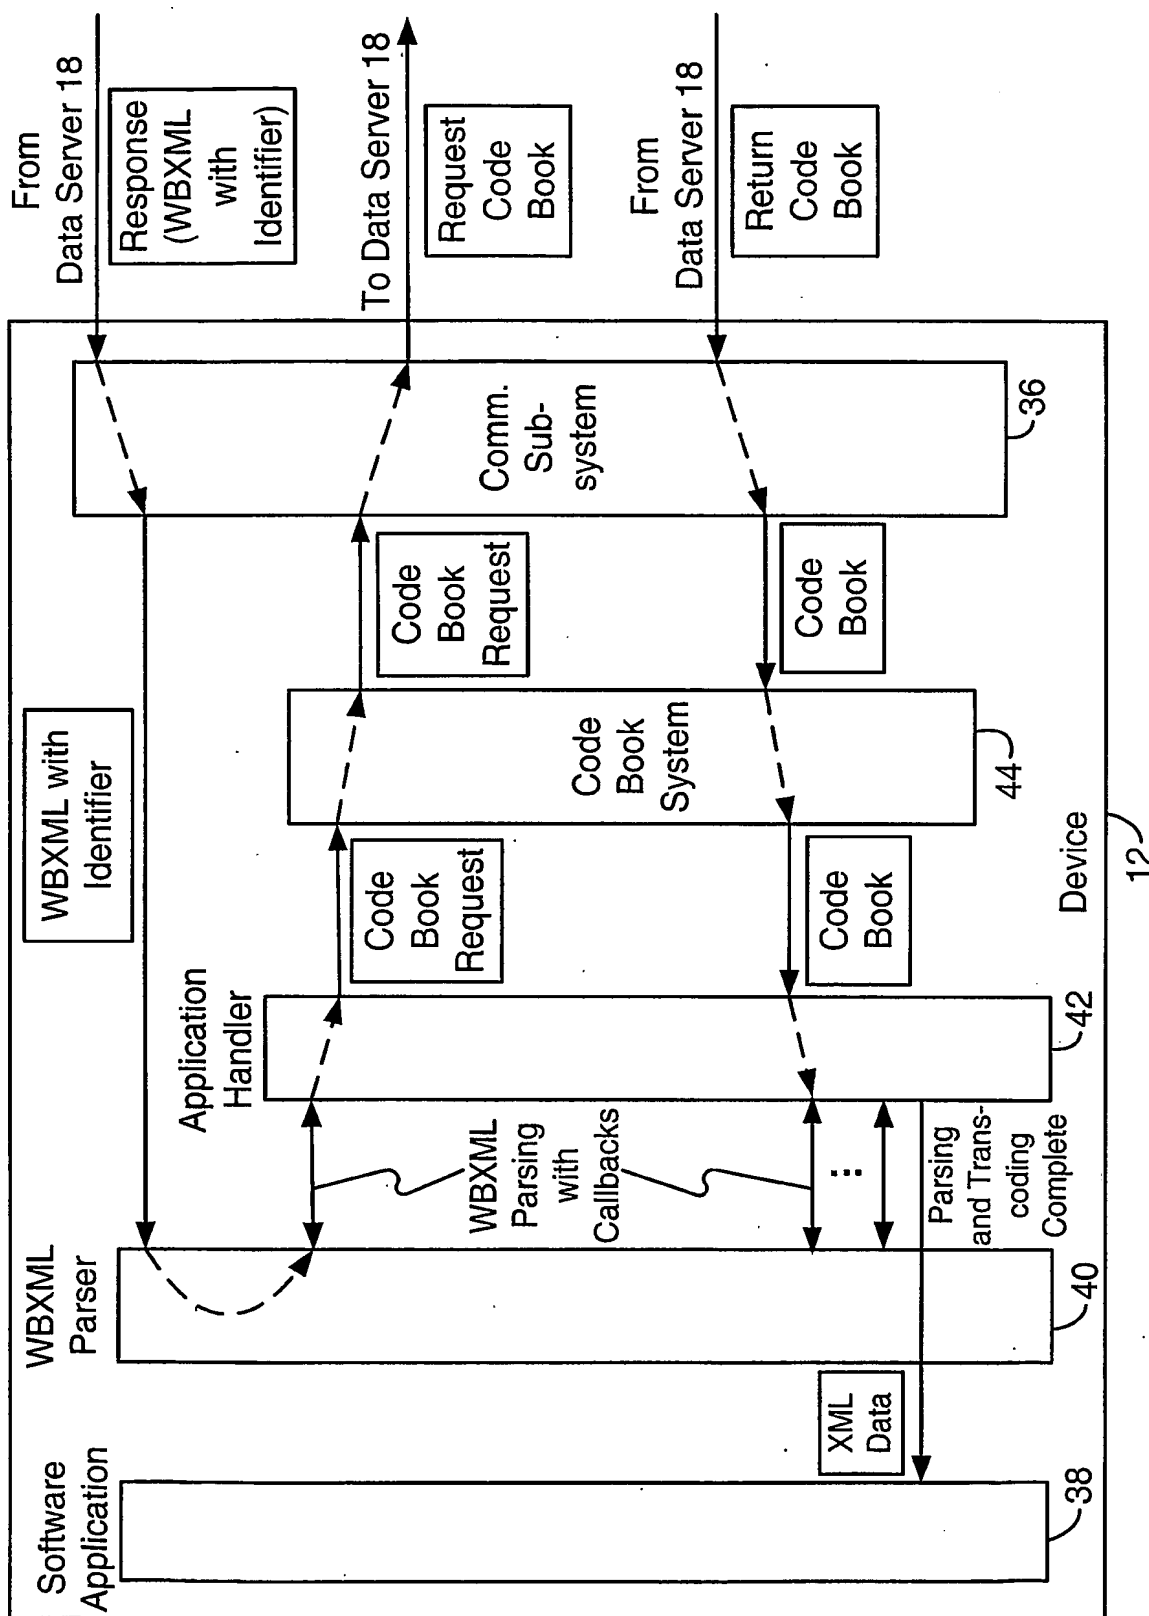 Software
Application
WBXML
Parser
Application
Handler
WBXML with
Identifier
From
Data Server 18
Response
(WBXML
with
Identifier)
To Data Server 18
Request
Code
Book
From
Data Server 18
Return
Code
Book
Code
Book
Request
Code
Book
Request
Comm.
Sub-
system
Code
Book
System
WBXML
Parsing
with
Callbacks
...
Code
Book
Code
Book
XML
Data
Parsing
and Trans-
coding
Complete
38
40
42
44
36
Device
12